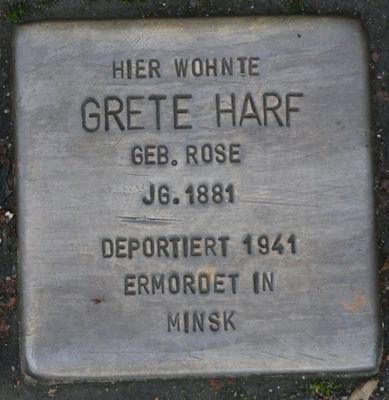 HIER WOHNTE
GRETE HARF
GEB. ROSE
JG. 1881
DEPORTIERT 1941
ERMORDET IN
MINSK